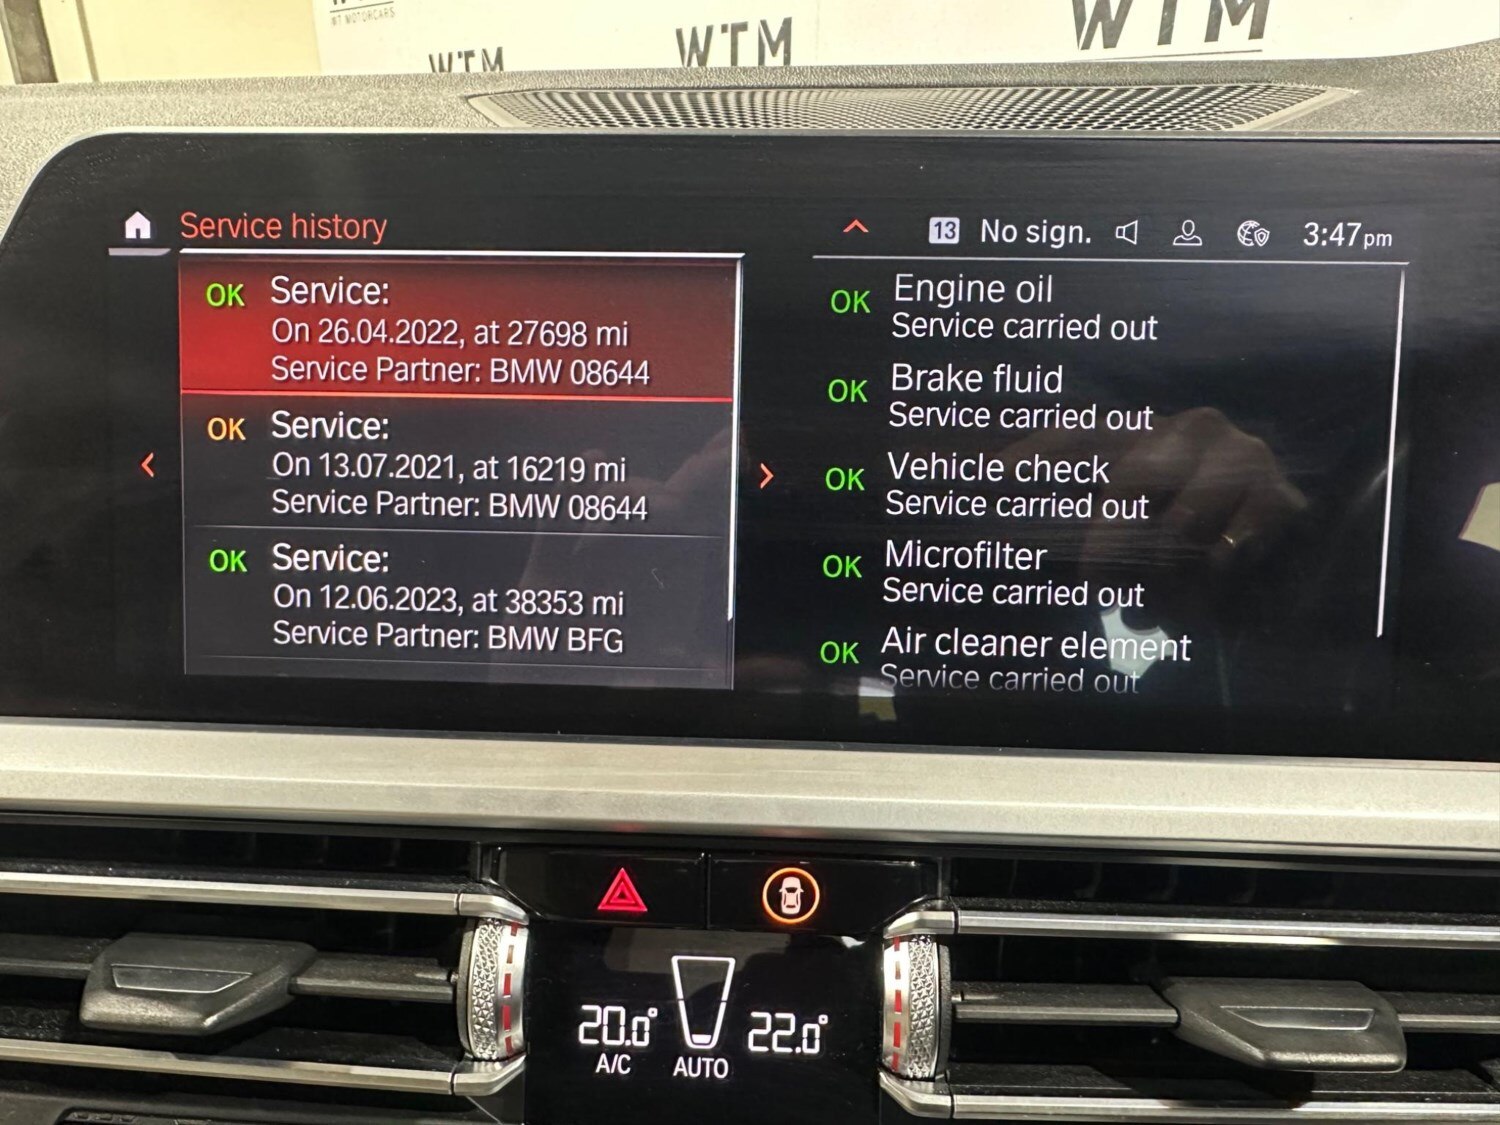 WT MOTORCARS
WTM
WTM
WTM
Service history
13 No sign. 3:47pm
OK Service:
On 26.04.2022, at 27698 mi
Service Partner: BMW 08644
OK Service:
On 13.07.2021, at 16219 mi
Service Partner: BMW 08644
OK Service:
On 12.06.2023, at 38353 mi
Service Partner: BMW BFG
OK Engine oil
Service carried out
OK Brake fluid
Service carried out
OK Vehicle check
Service carried out
OK Microfilter
Service carried out
OK Air cleaner element
Service carried out
20.0° 22.0°
A/C AUTO